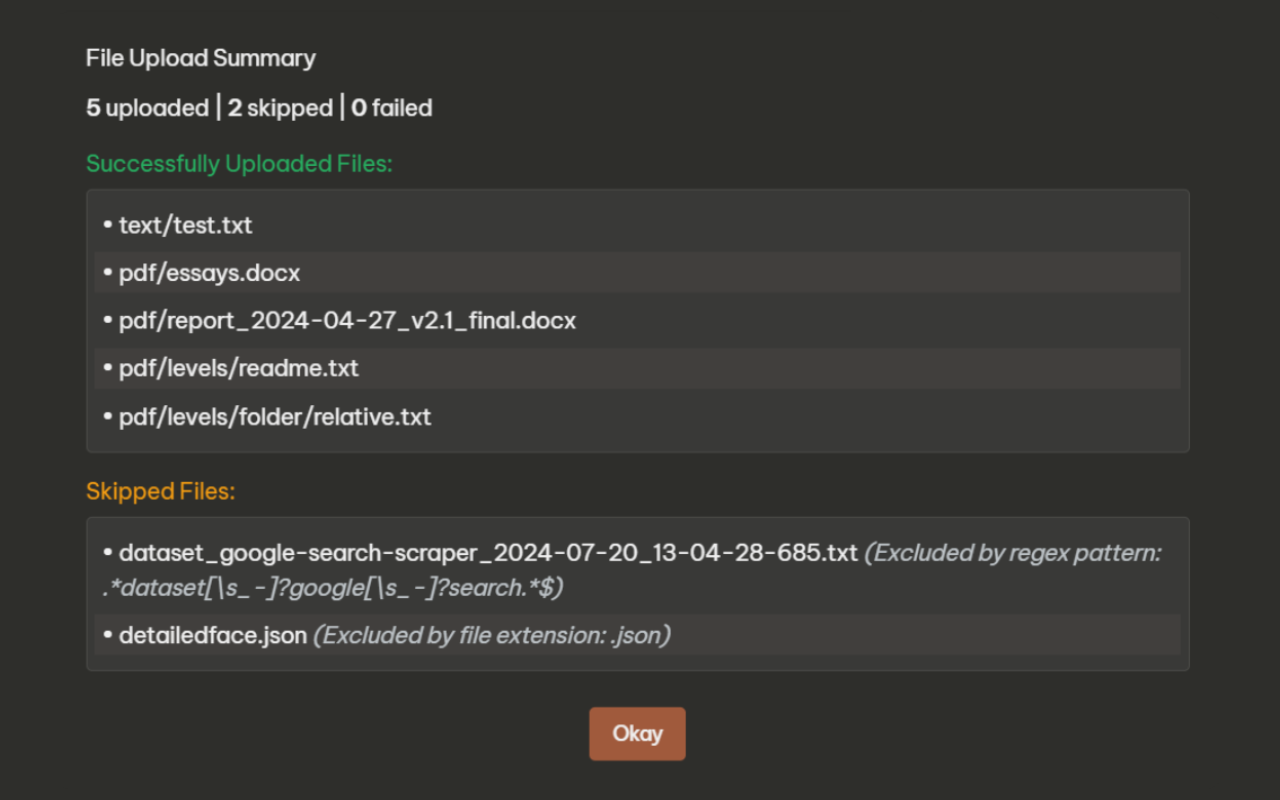 File Upload Summary
5 uploaded | 2 skipped | 0 failed
Successfully Uploaded Files:
• text/test.txt
• pdf/essays.docx
• pdf/report_2024-04-27_v2.1_final.docx
• pdf/levels/readme.txt
• pdf/levels/folder/relative.txt
Skipped Files:
• dataset_google-search-scraper_2024-07-20_13-04-28-685.txt (Excluded by regex pattern:
.*dataset[\s_-]?google[\s_-]?search.*$)
• detailedface.json (Excluded by file extension: .json)
Okay